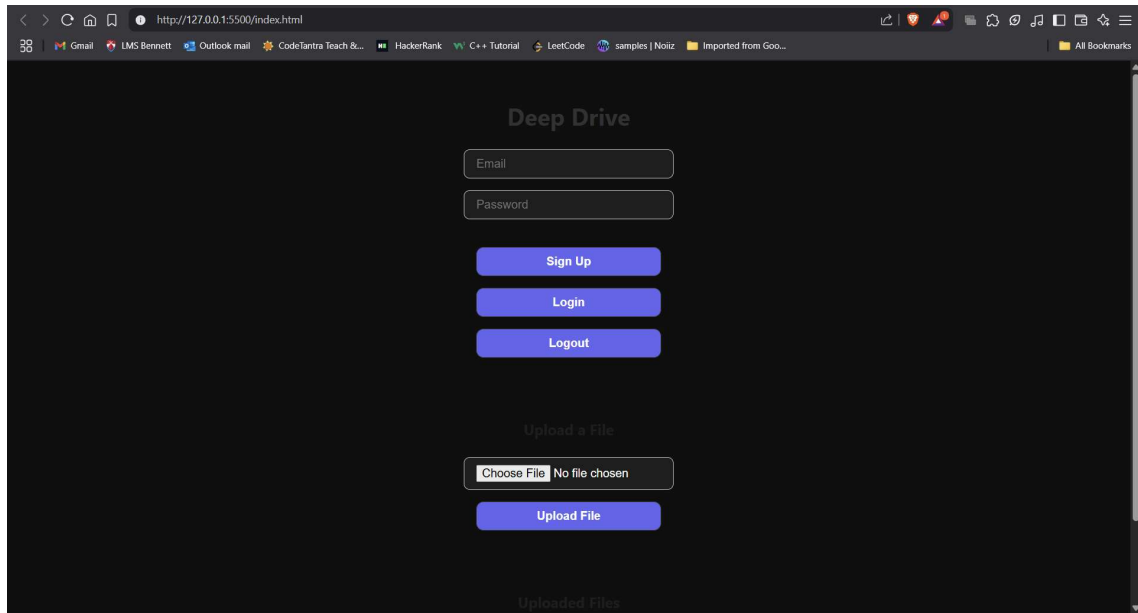 http://127.0.0.1:5500/index.html
Gmail LMS Bennett Outlook mail CodeTantra Teach &... HackerRank C++ Tutorial LeetCode samples | Noiiz Imported from Goo... All Bookmarks
Deep Drive
Email
Password
Sign Up
Login
Logout
Upload a File
Choose File No file chosen
Upload File
Uploaded Files